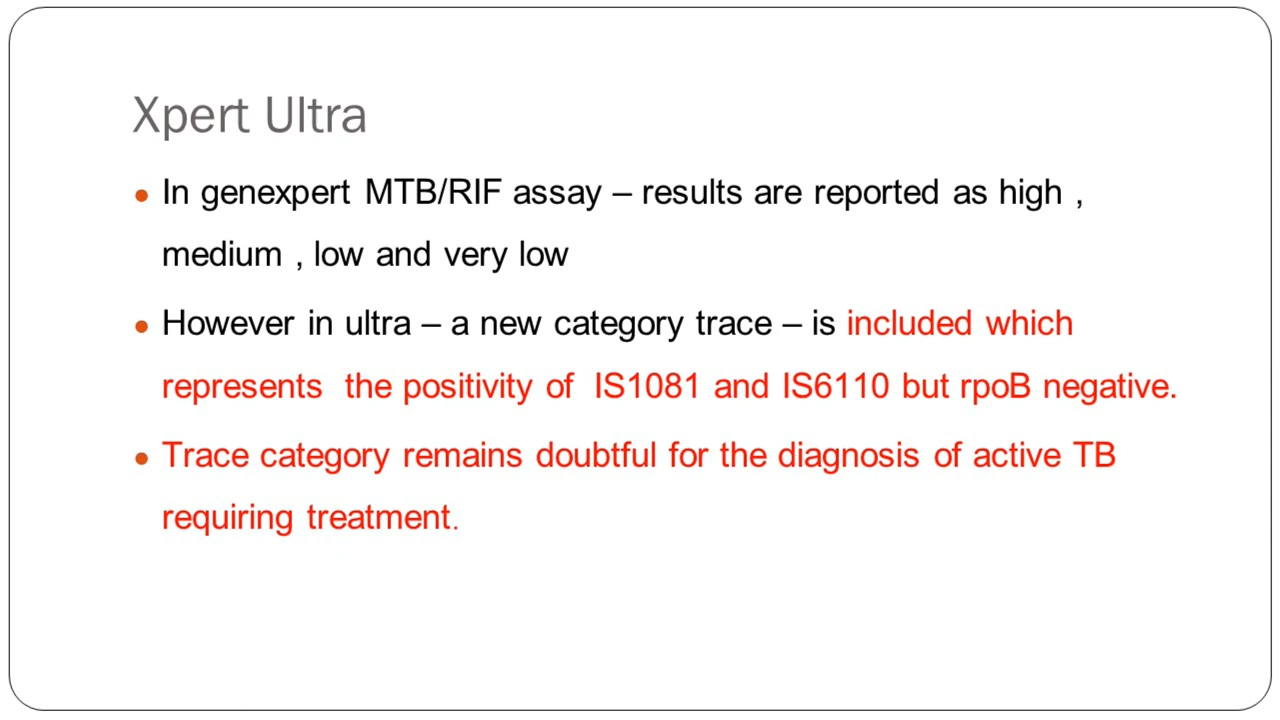 Xpert Ultra
• In genexpert MTB/RIF assay – results are reported as high ,
medium , low and very low
• However in ultra – a new category trace – is included which
represents the positivity of IS1081 and IS6110 but rpoB negative.
• Trace category remains doubtful for the diagnosis of active TB
requiring treatment.